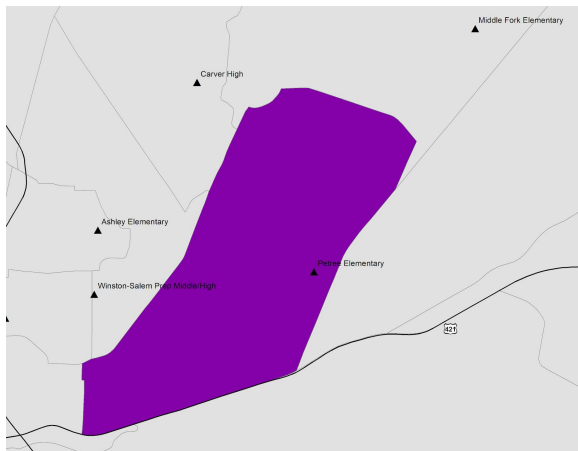 Middle Fork Elementary
Carver High
Ashley Elementary
Petree Elementary
Winston-Salem Prep Middle/High
421